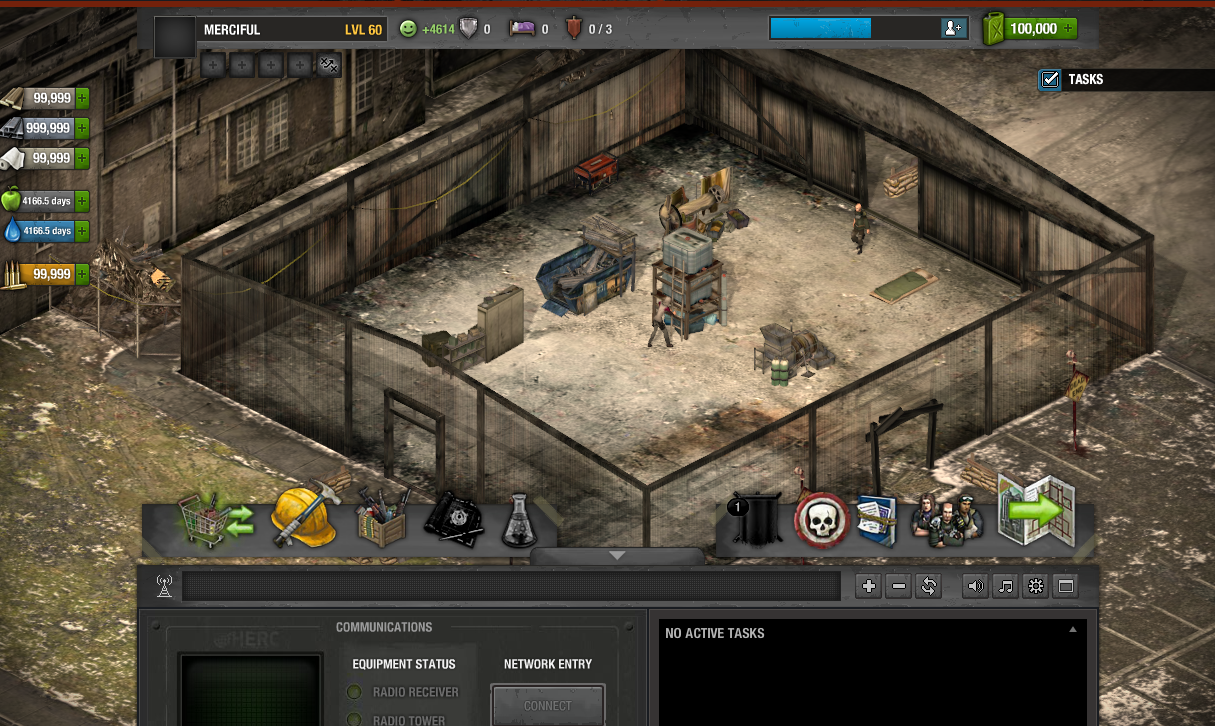 MERCIFUL LVL 60 +4614 0 0 0 / 3 100,000 +
TASKS
99,999 +
999,999 +
99,999 +
4166.5 days +
4166.5 days +
99,999 +
1
COMMUNICATIONS
HERC
EQUIPMENT STATUS
RADIO RECEIVER
RADIO TOWER
NETWORK ENTRY
CONNECT
NO ACTIVE TASKS